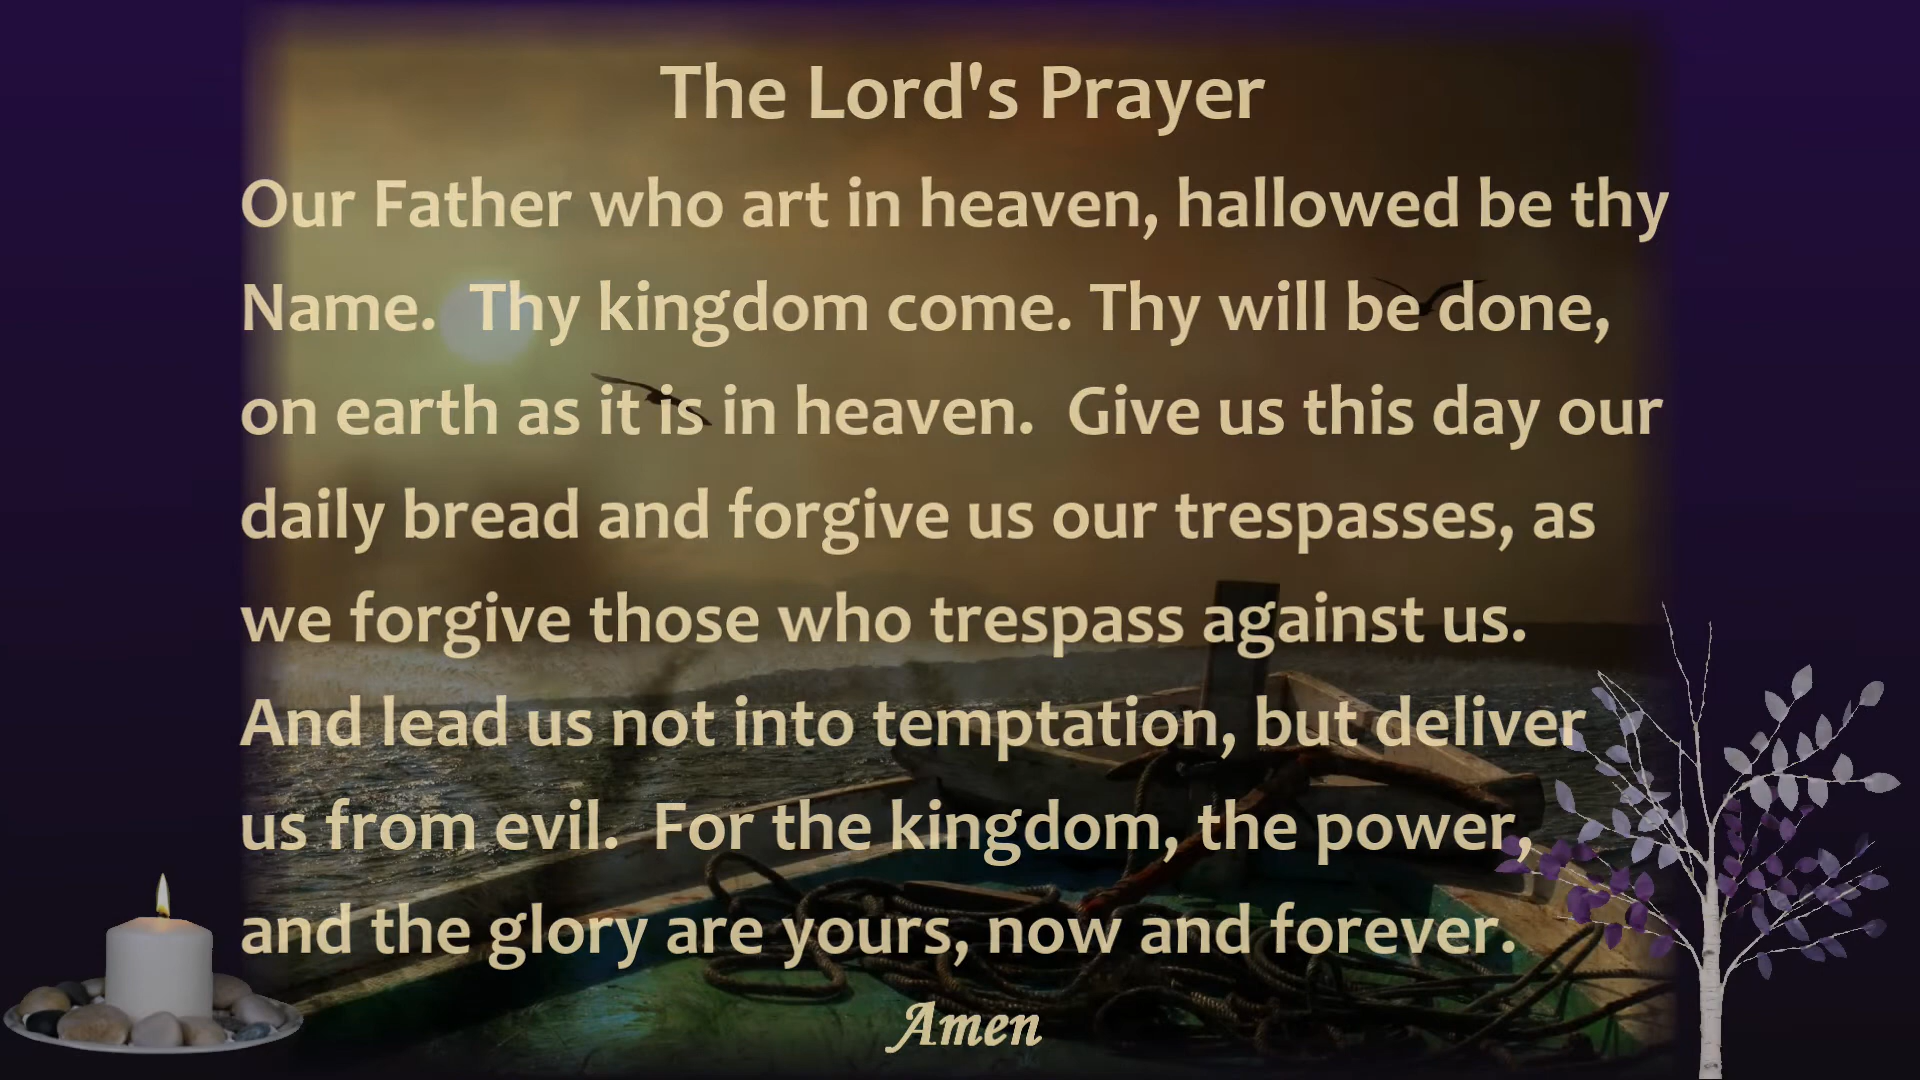 The Lord's Prayer
Our Father who art in heaven, hallowed be thy
Name.  Thy kingdom come. Thy will be done,
on earth as it is in heaven.  Give us this day our
daily bread and forgive us our trespasses, as
we forgive those who trespass against us.
And lead us not into temptation, but deliver
us from evil.  For the kingdom, the power,
and the glory are yours, now and forever.
Amen